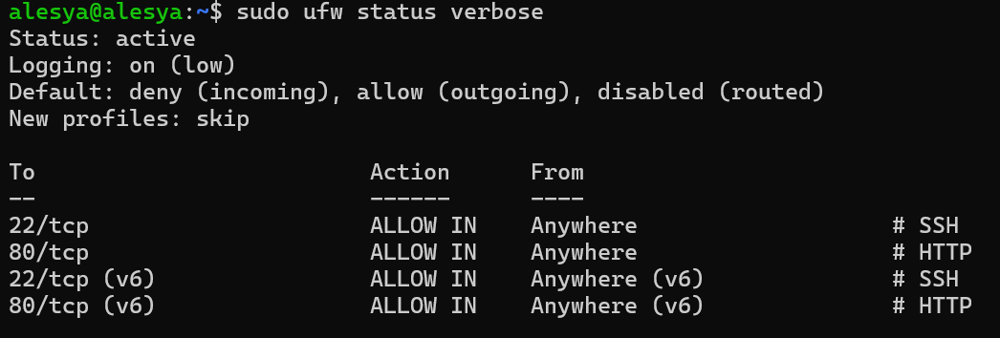 alesya@alesya:~$ sudo ufw status verbose
Status: active
Logging: on (low)
Default: deny (incoming), allow (outgoing), disabled (routed)
New profiles: skip

To                         Action      From
--                         ------      ----
22/tcp                     ALLOW IN    Anywhere                   # SSH
80/tcp                     ALLOW IN    Anywhere                   # HTTP
22/tcp (v6)                ALLOW IN    Anywhere (v6)              # SSH
80/tcp (v6)                ALLOW IN    Anywhere (v6)              # HTTP